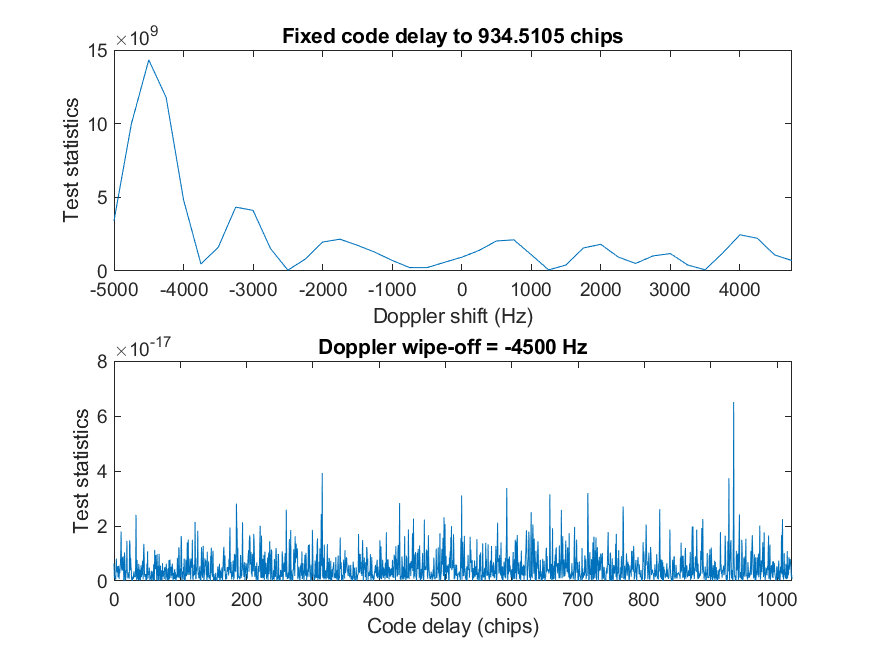 Fixed code delay to 934.5105 chips
×10^9
15
10
5
0
Test statistics
-5000 -4000 -3000 -2000 -1000 0 1000 2000 3000 4000
Doppler shift (Hz)
Doppler wipe-off = -4500 Hz
×10^-17
8
6
4
2
0
Test statistics
0 100 200 300 400 500 600 700 800 900 1000
Code delay (chips)